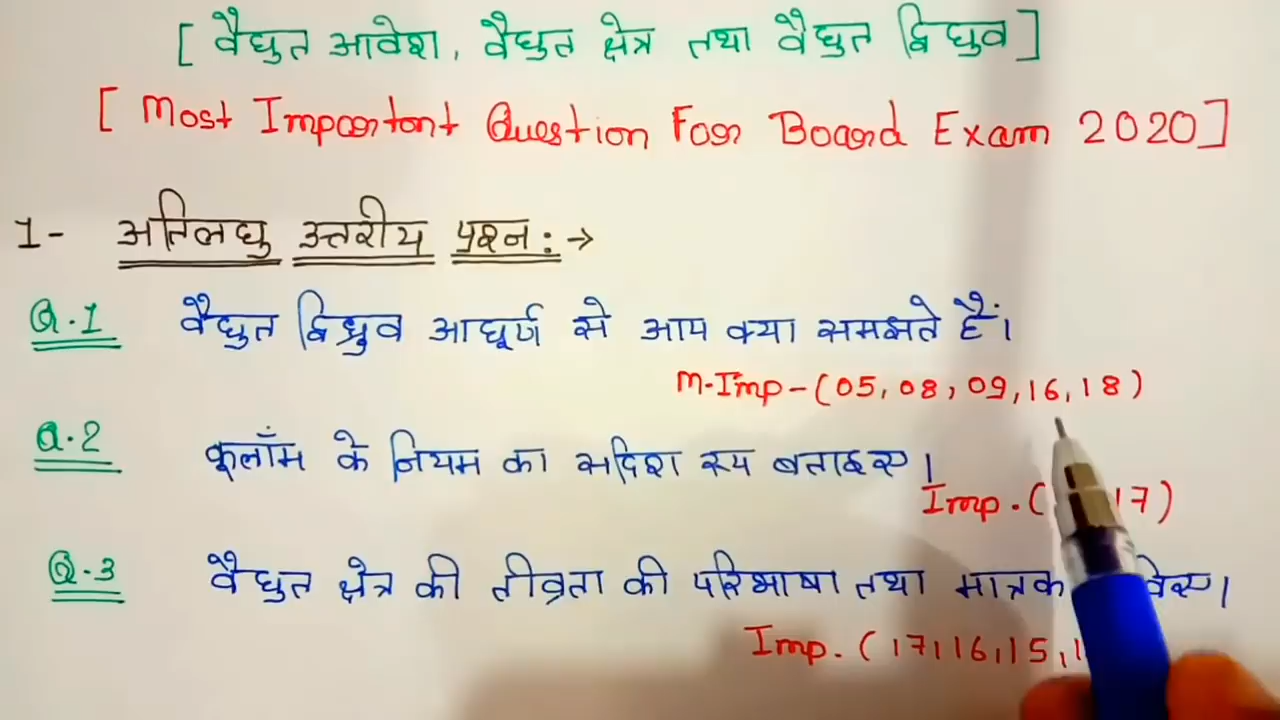 [ वैद्युत आवेश, वैद्युत क्षेत्र तथा वैद्युत द्विध्रुव ]
[ Most Important Question For Board Exam 2020 ]
1- अतिलघु उत्तरीय प्रश्न :→
Q.1 वैद्युत द्विध्रुव आघूर्ण से आप क्या समझते हैं।
M.Imp-(05, 08, 09, 16, 18)
Q.2 कूलॉंम के नियम का सदिश रूप बताइए।
Imp. ( 17)
Q.3 वैद्युत क्षेत्र की तीव्रता की परिभाषा तथा मात्रक
Imp. ( 17, 16, 15,